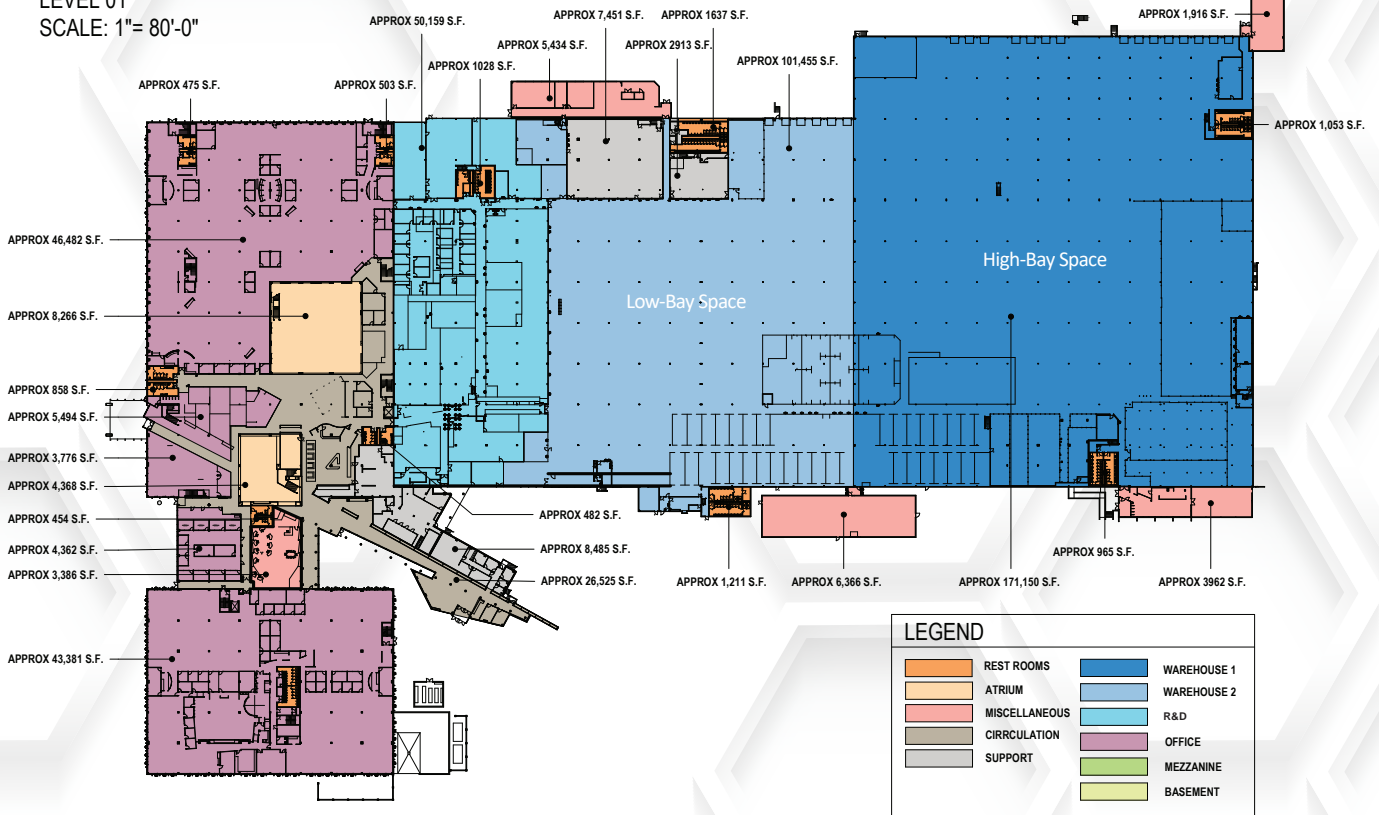 LEVEL 01
SCALE: 1"= 80'-0"
APPROX 50,159 S.F.
APPROX 7,451 S.F.
APPROX 1637 S.F.
APPROX 1,916 S.F.
APPROX 5,434 S.F.
APPROX 2913 S.F.
APPROX 1028 S.F.
APPROX 101,455 S.F.
APPROX 475 S.F.
APPROX 503 S.F.
APPROX 1,053 S.F.
APPROX 46,482 S.F.
High-Bay Space
Low-Bay Space
APPROX 8,266 S.F.
APPROX 858 S.F.
APPROX 5,494 S.F.
APPROX 3,776 S.F.
APPROX 4,368 S.F.
APPROX 454 S.F.
APPROX 482 S.F.
APPROX 4,362 S.F.
APPROX 8,485 S.F.
APPROX 965 S.F.
APPROX 3,386 S.F.
APPROX 26,525 S.F.
APPROX 1,211 S.F.
APPROX 6,366 S.F.
APPROX 171,150 S.F.
APPROX 3962 S.F.
APPROX 43,381 S.F.
LEGEND
REST ROOMS
ATRIUM
MISCELLANEOUS
CIRRCULATION
SUPPORT
WAREHOUSE 1
WAREHOUSE 2
R&D
OFFICE
MEZZANINE
BASEMENT